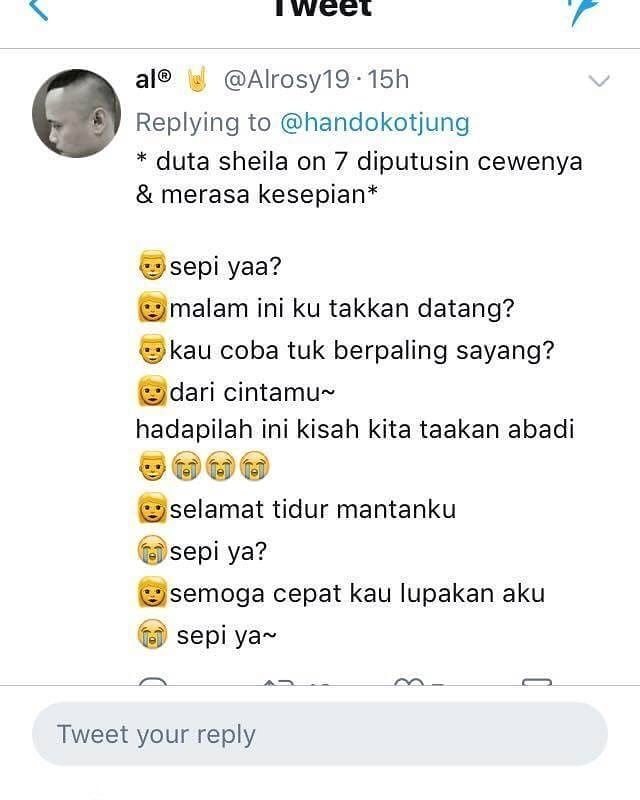 Tweet
al® 🤘 @Alrosy19 · 15h
Replying to @handokotjung
* duta sheila on 7 diputusin cewenya
& merasa kesepian*
👨sepi yaa?
👩malam ini ku takkan datang?
👨kau coba tuk berpaling sayang?
👩dari cintamu~
hadapilah ini kisah kita taakan abadi
👨😭😭😭
👩selamat tidur mantanku
😭sepi ya?
👩semoga cepat kau lupakan aku
😭 sepi ya~
Tweet your reply